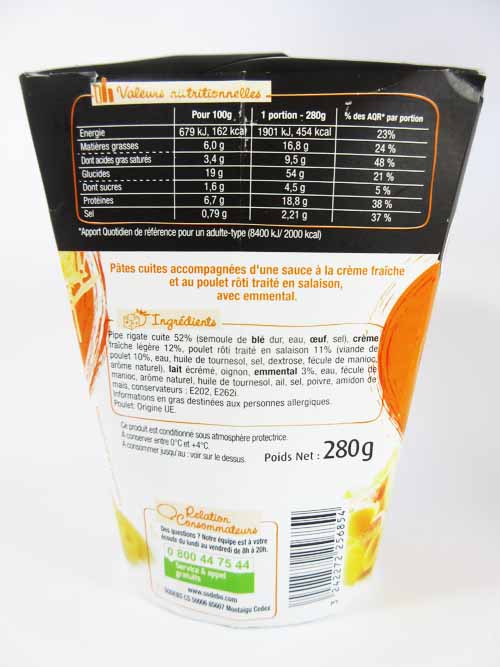 Valeurs nutritionnelles
Pour 100g 1 portion - 280g % des AQR* par portion
Energie 679 kJ, 162 kcal 1901 kJ, 454 kcal 23%
Matières grasses 6,0 g 16,8 g 24 %
Dont acides gras saturés 3,4 g 9,5 g 48 %
Glucides 19 g 54 g 21 %
Dont sucres 1,6 g 4,5 g 5 %
Protéines 6,7 g 18,8 g 38 %
Sel 0,79 g 2,21 g 37 %
*Apport Quotidien de référence pour un adulte-type (8400 kJ/ 2000 kcal)
Pâtes cuites accompagnées d'une sauce à la crème fraîche
et au poulet rôti traité en salaison,
avec emmental.
Ingrédients
Pipe rigate cuite 52% (semoule de blé dur, eau, œuf, sel), crème
fraîche légère 12%, poulet rôti traité en salaison 11% (viande de
poulet 10%, eau, huile de tournesol, sel, dextrose, fécule de manioc,
arôme naturel), lait écrémé, oignon, emmental 3%, eau, fécule de
manioc, arôme naturel, huile de tournesol, ail, sel, poivre, amidon de
maïs, conservateurs : E202, E262i.
Informations en gras destinées aux personnes allergiques.
Poulet: Origine UE.
Ce produit est conditionné sous atmosphère protectrice.
A conserver entre 0°C et +4°C.
A consommer jusqu'au : voir sur le dessus.
Poids Net : 280g
Relation
Consommateurs
Des questions ? Notre équipe est à votre
écoute du lundi au vendredi de 8h à 20h.
0 800 44 75 44
Service & appel
gratuits
www.sodebo.com
SODEBO CS 50006 85607 Montaigu Cedex
3 242272 256854